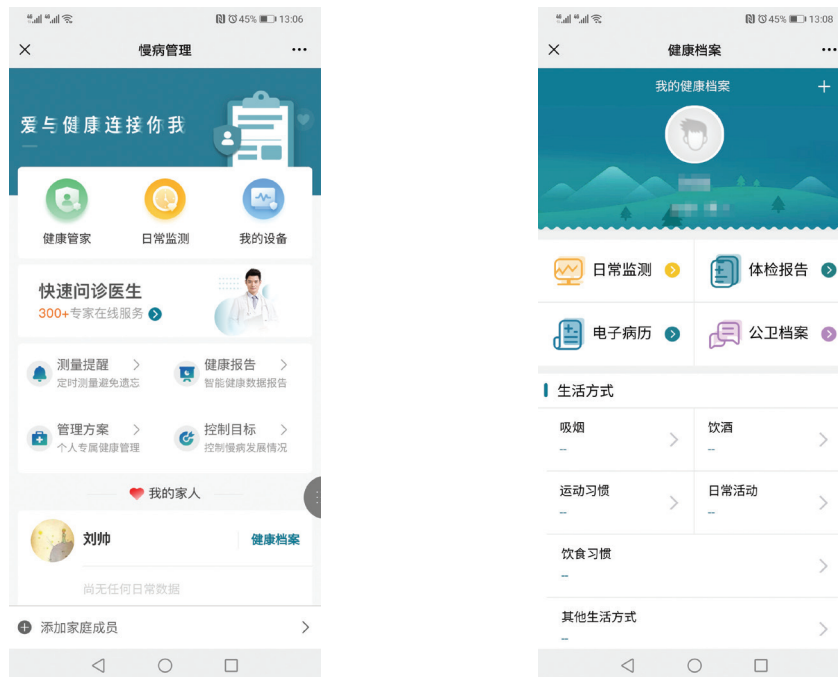 45% 13:06
慢病管理
爱与健康连接你我
健康管家 日常监测 我的设备
快速问诊医生
300+专家在线服务
测量提醒 健康报告
定时测量避免遗忘 智能健康数据报告
管理方案 控制目标
个人专属健康管理 控制慢病发展情况
我的家人
刘帅 健康档案
尚无任何日常数据
添加家庭成员
45% 13:08
健康档案
我的健康档案
日常监测 体检报告
电子病历 公卫档案
生活方式
吸烟 饮酒
-- --
运动习惯 日常活动
-- --
饮食习惯
--
其他生活方式
--